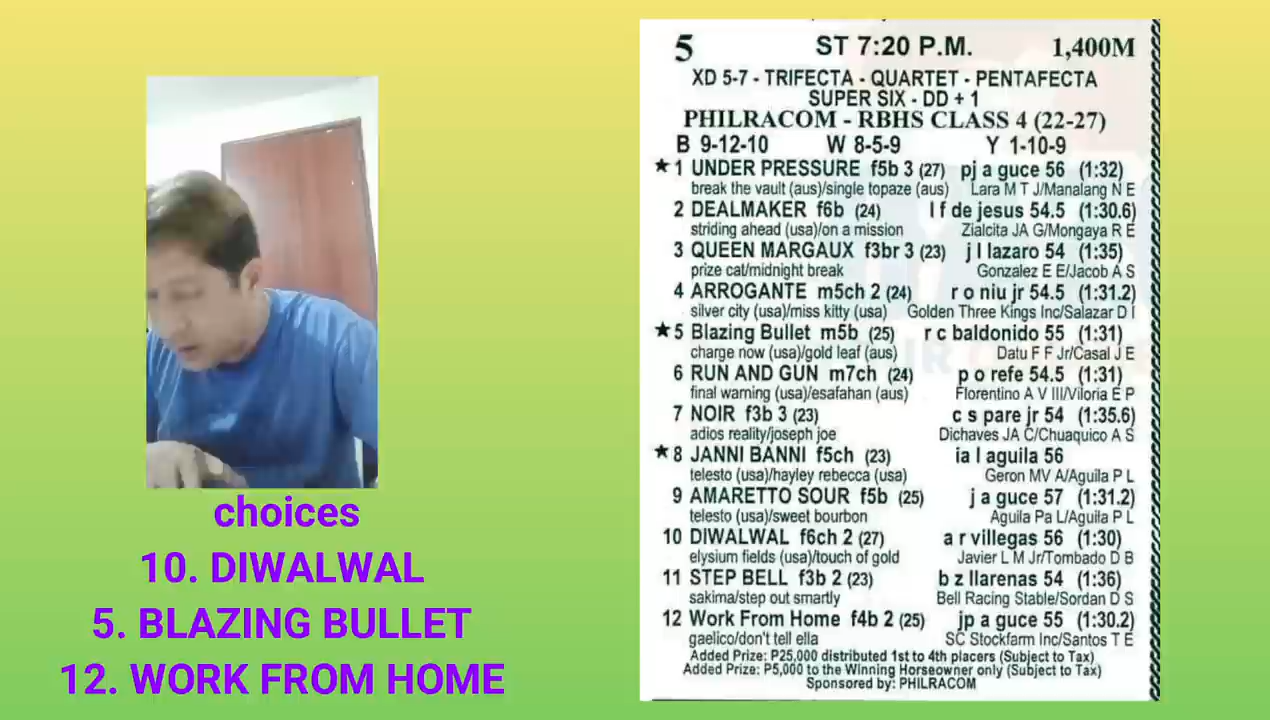 choices
10. DIWALWAL
5. BLAZING BULLET
12. WORK FROM HOME
5 ST 7:20 P.M. 1,400M
XD 5-7 - TRIFECTA - QUARTET - PENTAFECTA
SUPER SIX - DD + 1
PHILRACOM - RBHS CLASS 4 (22-27)
B 9-12-10 W 8-5-9 Y 1-10-9
★ 1 UNDER PRESSURE f5b 3 (27) pj a guce 56 (1:32)
break the vault (aus)/single topaze (aus) Lara M T J/Manalang N E
2 DEALMAKER f6b (24) l f de jesus 54.5 (1:30.6)
striding ahead (usa)/on a mission Zialcita JA G/Mongaya R E
3 QUEEN MARGAUX f3br 3 (23) j l lazaro 54 (1:35)
prize cat/midnight break Gonzalez E E/Jacob A S
4 ARROGANTE m5ch 2 (24) r o niu jr 54.5 (1:31.2)
silver city (usa)/miss kitty (usa) Golden Three Kings Inc/Salazar D I
★ 5 Blazing Bullet m5b (25) r c baldonido 55 (1:31)
charge now (usa)/gold leaf (aus) Datu F F Jr/Casal J E
6 RUN AND GUN m7ch (24) p o refe 54.5 (1:31)
final warning (usa)/esafahan (aus) Florentino A V III/Viloria E P
7 NOIR f3b 3 (23) c s pare jr 54 (1:35.6)
adios reality/joseph joe Dichaves JA C/Chuaquico A S
★ 8 JANNI BANNI f5ch (23) ia l aguila 56
telesto (usa)/hayley rebecca (usa) Geron MV A/Aguila P L
9 AMARETTO SOUR f5b (25) j a guce 57 (1:31.2)
telesto (usa)/sweet bourbon Aguila Pa L/Aguila P L
10 DIWALWAL f6ch 2 (27) a r villegas 56 (1:30)
elysium fields (usa)/touch of gold Javier L M Jr/Tombado D B
11 STEP BELL f3b 2 (23) b z llarenas 54 (1:36)
sakima/step out smartly Bell Racing Stable/Sordan D S
12 Work From Home f4b 2 (25) jp a guce 55 (1:30.2)
gaelico/don't tell ella SC Stockfarm Inc/Santos T E
Added Prize: P25,000 distributed 1st to 4th placers (Subject to Tax)
Added Prize: P5,000 to the Winning Horseowner only (Subject to Tax)
Sponsored by: PHILRACOM